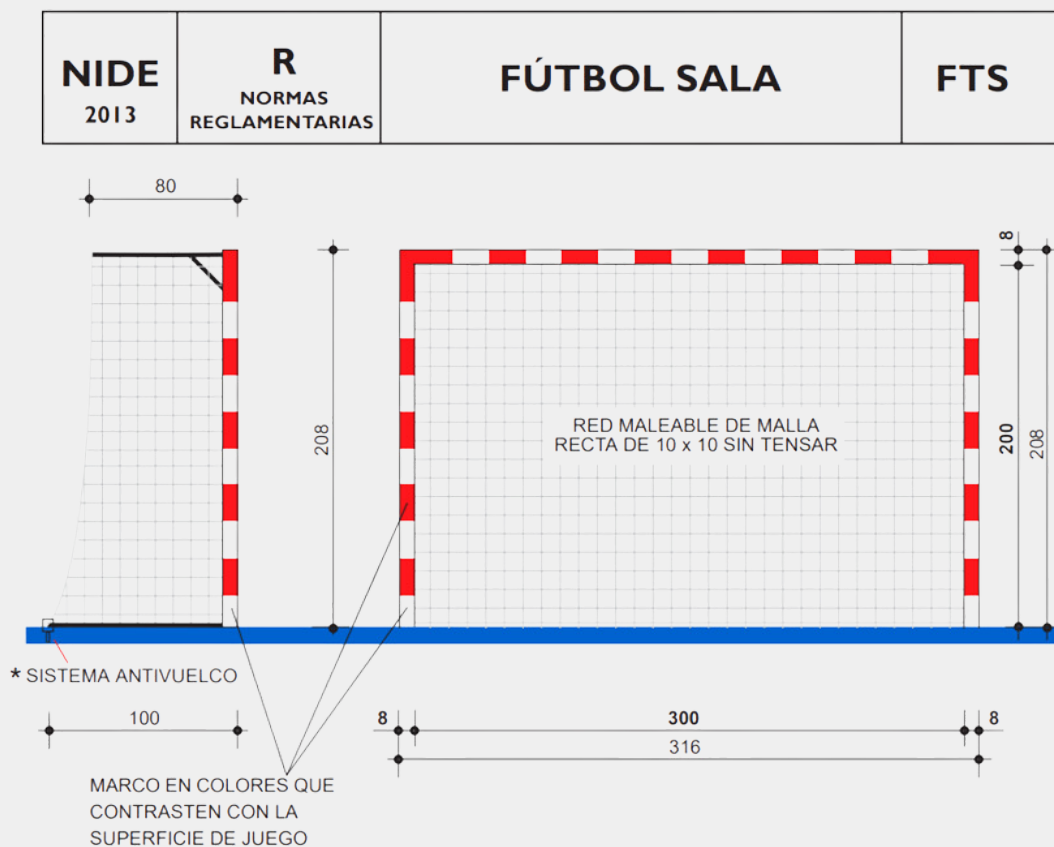 NIDE
2013
R
NORMAS
REGLAMENTARIAS
FÚTBOL SALA
FTS
80
8
208
RED MALEABLE DE MALLA
RECTA DE 10 x 10 SIN TENSAR
200
208
* SISTEMA ANTIVUELCO
100
8
300
8
316
MARCO EN COLORES QUE
CONTRASTEN CON LA
SUPERFICIE DE JUEGO